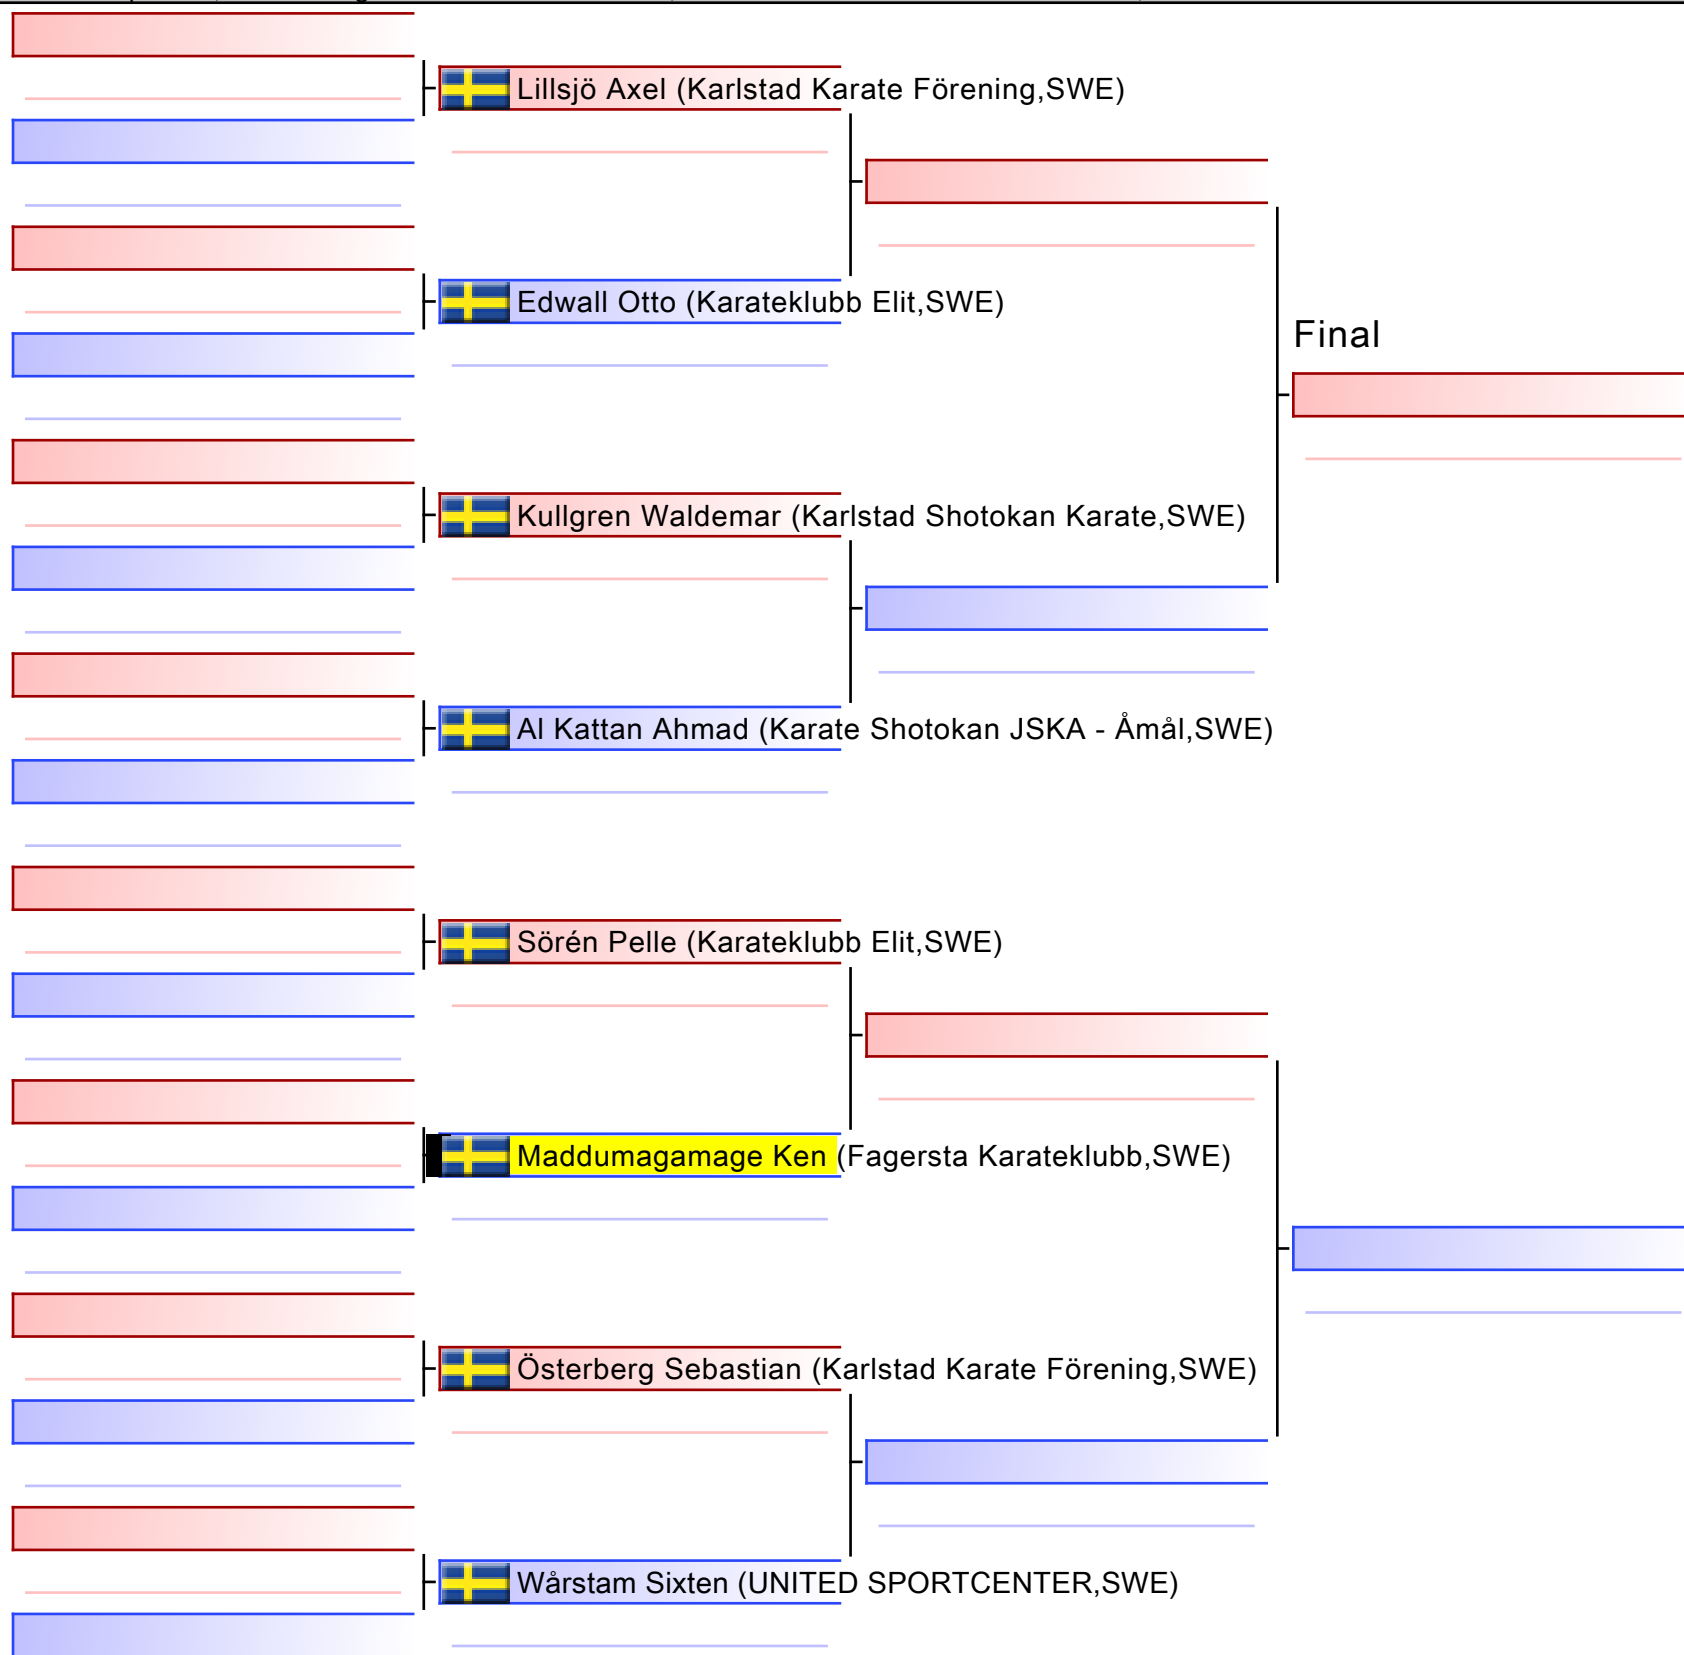 Lillsjö Axel (Karlstad Karate Förening,SWE)
Edwall Otto (Karateklubb Elit,SWE)
Final
Kullgren Waldemar (Karlstad Shotokan Karate,SWE)
Al Kattan Ahmad (Karate Shotokan JSKA - Åmål,SWE)
Sörén Pelle (Karateklubb Elit,SWE)
Maddumagamage Ken (Fagersta Karateklubb,SWE)
Österberg Sebastian (Karlstad Karate Förening,SWE)
Wårstam Sixten (UNITED SPORTCENTER,SWE)